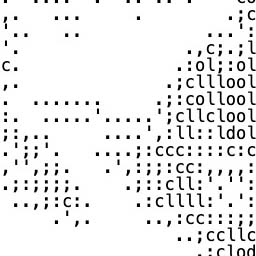 . .... .. .. co
,.   ...     .       .;c
'..   ..           ...':
'.                .,c;.;l
c.               .:ol;:ol
,.              .;clllool
.  .......     .;:collool
:.  .....'.....';cllclool
;:,..     ....',:ll::ldol
.';;'.   ....;:ccc::::c:c
,'',;;.   .',:;;:cc:,,,,:
.;:;;;;.    .;::cll:'.'':
 ..,;;c:.    .:cllll:'.':
     .'',.     ..,:cc:::;;
                 ..;ccllc
                   .:clod